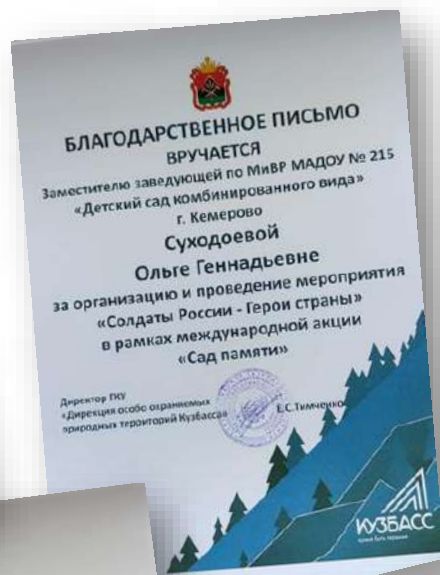 БЛАГОДАРСТВЕННОЕ ПИСЬМО
ВРУЧАЕТСЯ
Заместителю заведующей по МиВР МАДОУ № 215
«Детский сад комбинированного вида»
г. Кемерово
Суходоевой
Ольге Геннадьевне
за организацию и проведение мероприятия
«Солдаты России - Герои страны»
в рамках международной акции
«Сад памяти»
Директор ГКУ
«Дирекция особо охраняемых
природных территорий Кузбасса»
Е.С.Тимченко
КУЗБАСС